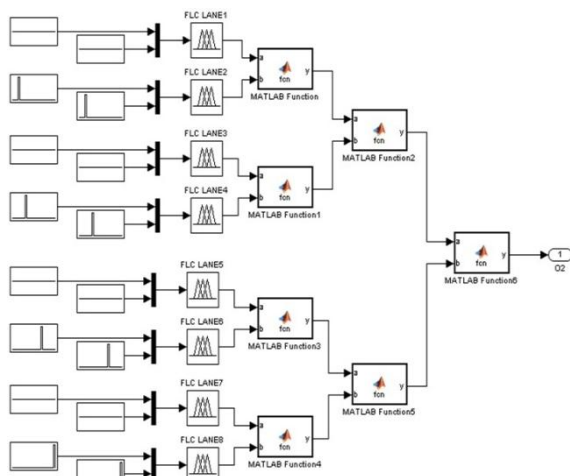 FLC LANE1
a
b
fcn
y
MATLAB Function
FLC LANE2
a
b
fcn
y
MATLAB Function2
FLC LANE3
a
b
fcn
y
MATLAB Function1
FLC LANE4
a
b
fcn
y
MATLAB Function6
1
O2
FLC LANE5
a
b
fcn
y
MATLAB Function3
FLC LANE6
a
b
fcn
y
MATLAB Function5
FLC LANE7
a
b
fcn
y
MATLAB Function4
FLC LANE8